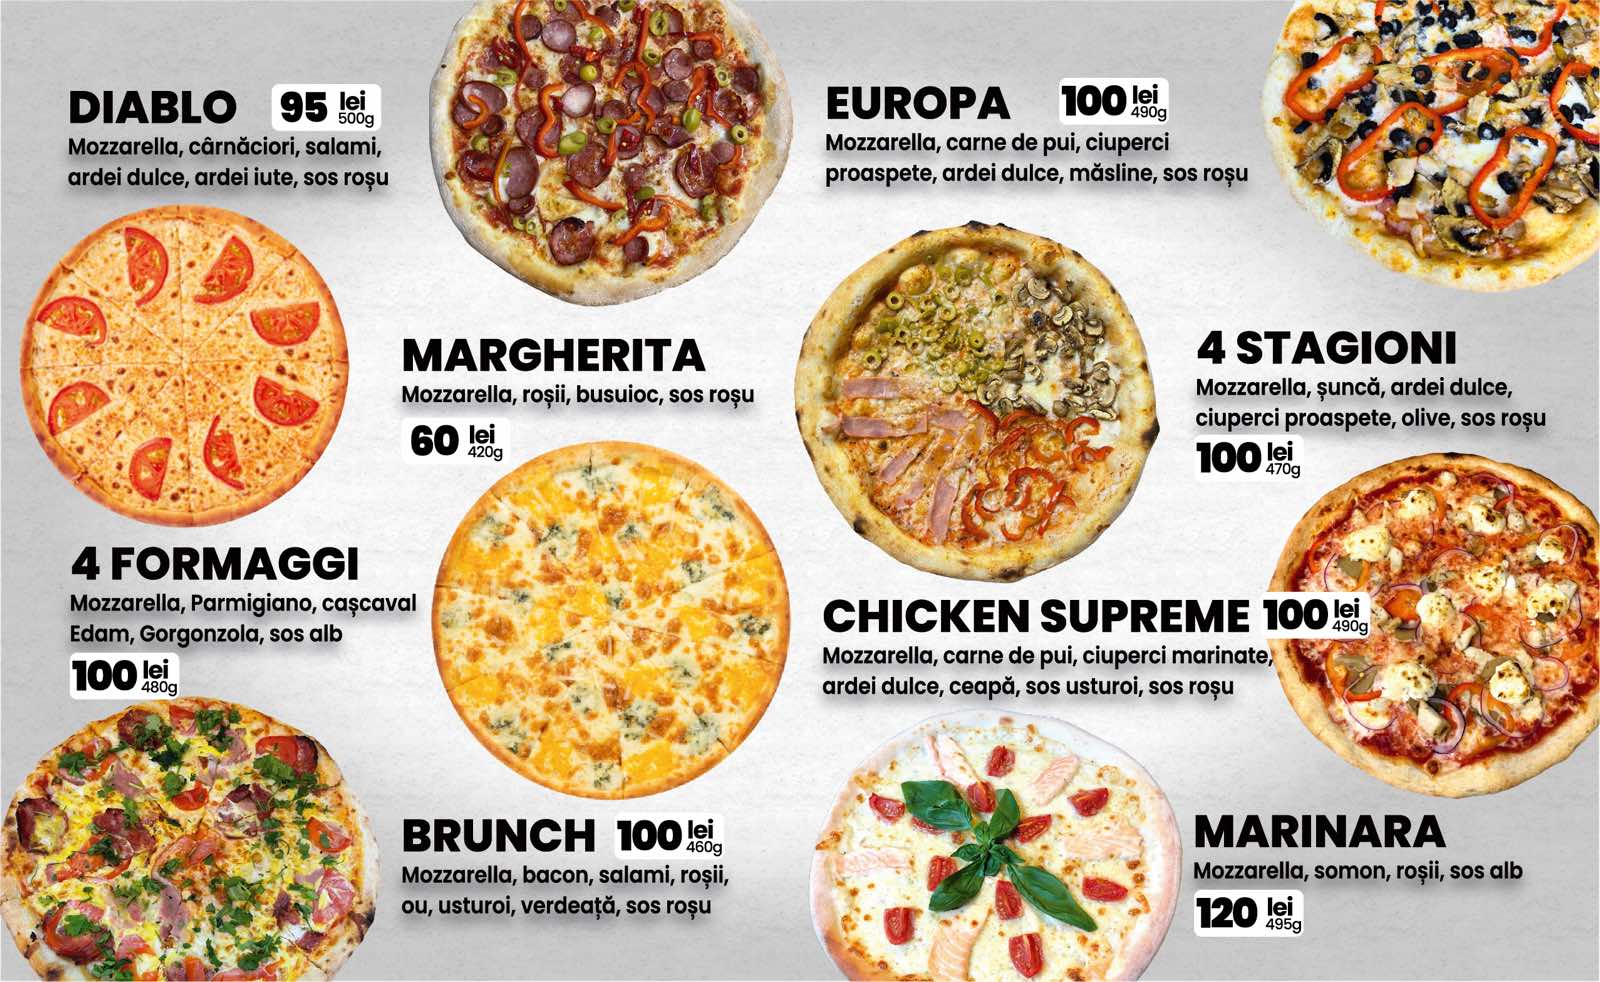 DIABLO 95 lei 500g
Mozzarella, cârnăciori, salami,
ardei dulce, ardei iute, sos roșu
EUROPA 100 lei 490g
Mozzarella, carne de pui, ciuperci
proaspete, ardei dulce, măsline, sos roșu
MARGHERITA
Mozzarella, roșii, busuioc, sos roșu
60 lei 420g
4 STAGIONI
Mozzarella, șuncă, ardei dulce,
ciuperci proaspete, olive, sos roșu
100 lei 470g
4 FORMAGGI
Mozzarella, Parmigiano, cașcaval
Edam, Gorgonzola, sos alb
100 lei 480g
CHICKEN SUPREME 100 lei 490g
Mozzarella, carne de pui, ciuperci marinate,
ardei dulce, ceapă, sos usturoi, sos roșu
BRUNCH 100 lei 460g
Mozzarella, bacon, salami, roșii,
ou, usturoi, verdeață, sos roșu
MARINARA
Mozzarella, somon, roșii, sos alb
120 lei 495g